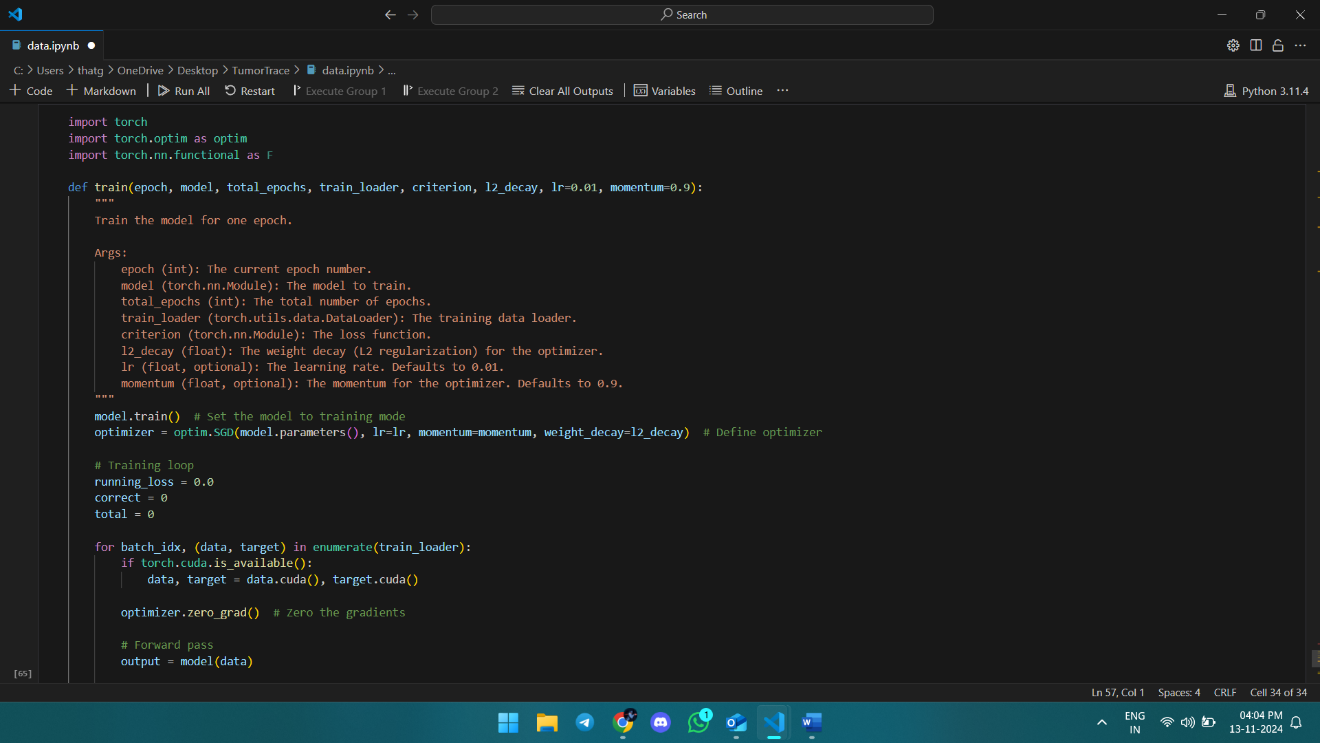 Search
data.ipynb
C: > Users > thatg > OneDrive > Desktop > TumorTrace > data.ipynb > ...
+ Code + Markdown | Run All Restart Execute Group 1 Execute Group 2 Clear All Outputs | Variables Outline ... Python 3.11.4
import torch
import torch.optim as optim
import torch.nn.functional as F
def train(epoch, model, total_epochs, train_loader, criterion, l2_decay, lr=0.01, momentum=0.9):
"""
Train the model for one epoch.
Args:
epoch (int): The current epoch number.
model (torch.nn.Module): The model to train.
total_epochs (int): The total number of epochs.
train_loader (torch.utils.data.DataLoader): The training data loader.
criterion (torch.nn.Module): The loss function.
l2_decay (float): The weight decay (L2 regularization) for the optimizer.
lr (float, optional): The learning rate. Defaults to 0.01.
momentum (float, optional): The momentum for the optimizer. Defaults to 0.9.
"""
model.train()  # Set the model to training mode
optimizer = optim.SGD(model.parameters(), lr=lr, momentum=momentum, weight_decay=l2_decay)  # Define optimizer
# Training loop
running_loss = 0.0
correct = 0
total = 0
for batch_idx, (data, target) in enumerate(train_loader):
if torch.cuda.is_available():
data, target = data.cuda(), target.cuda()
optimizer.zero_grad()  # Zero the gradients
# Forward pass
output = model(data)
[65]
Ln 57, Col 1 Spaces: 4 CRLF Cell 34 of 34
1
ENG
IN
04:04 PM
13-11-2024